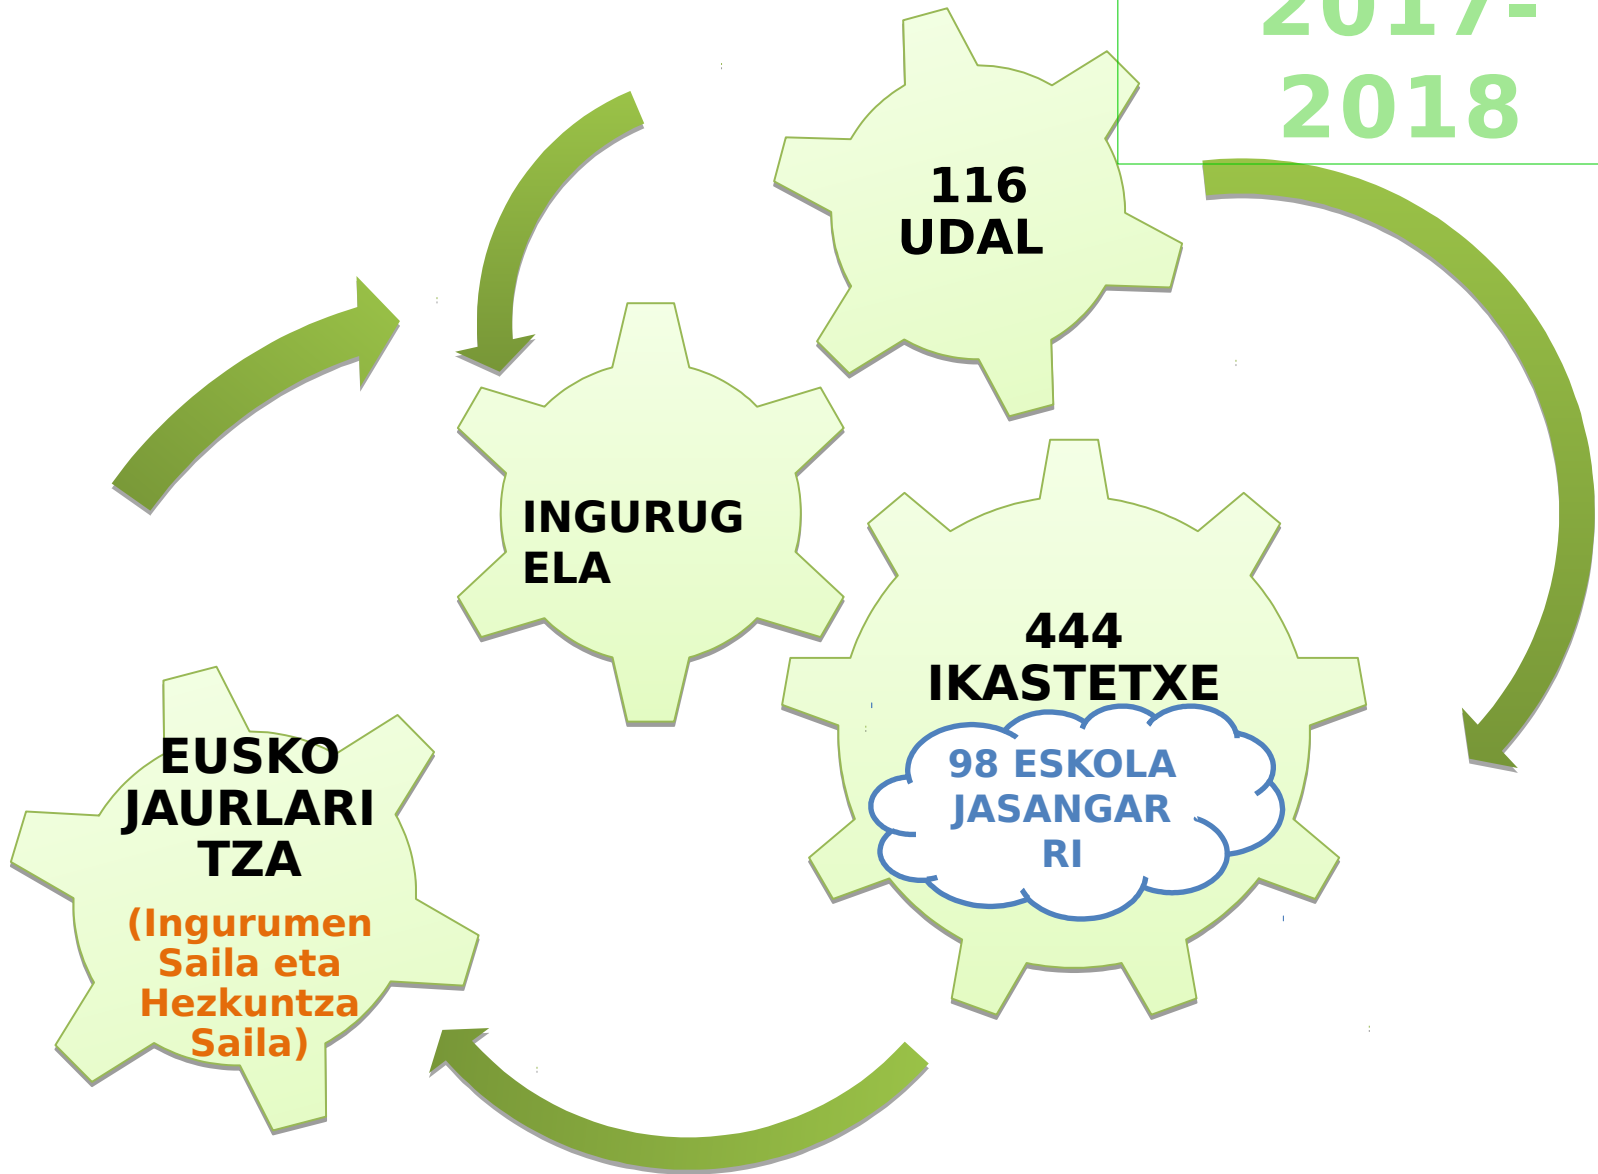 2017-
2018
116
UDAL
INGURUG
ELA
444
IKASTETXE
98 ESKOLA
JASANGAR
RI
EUSKO
JAURLARI
TZA
(Ingurumen
Saila eta
Hezkuntza
Saila)